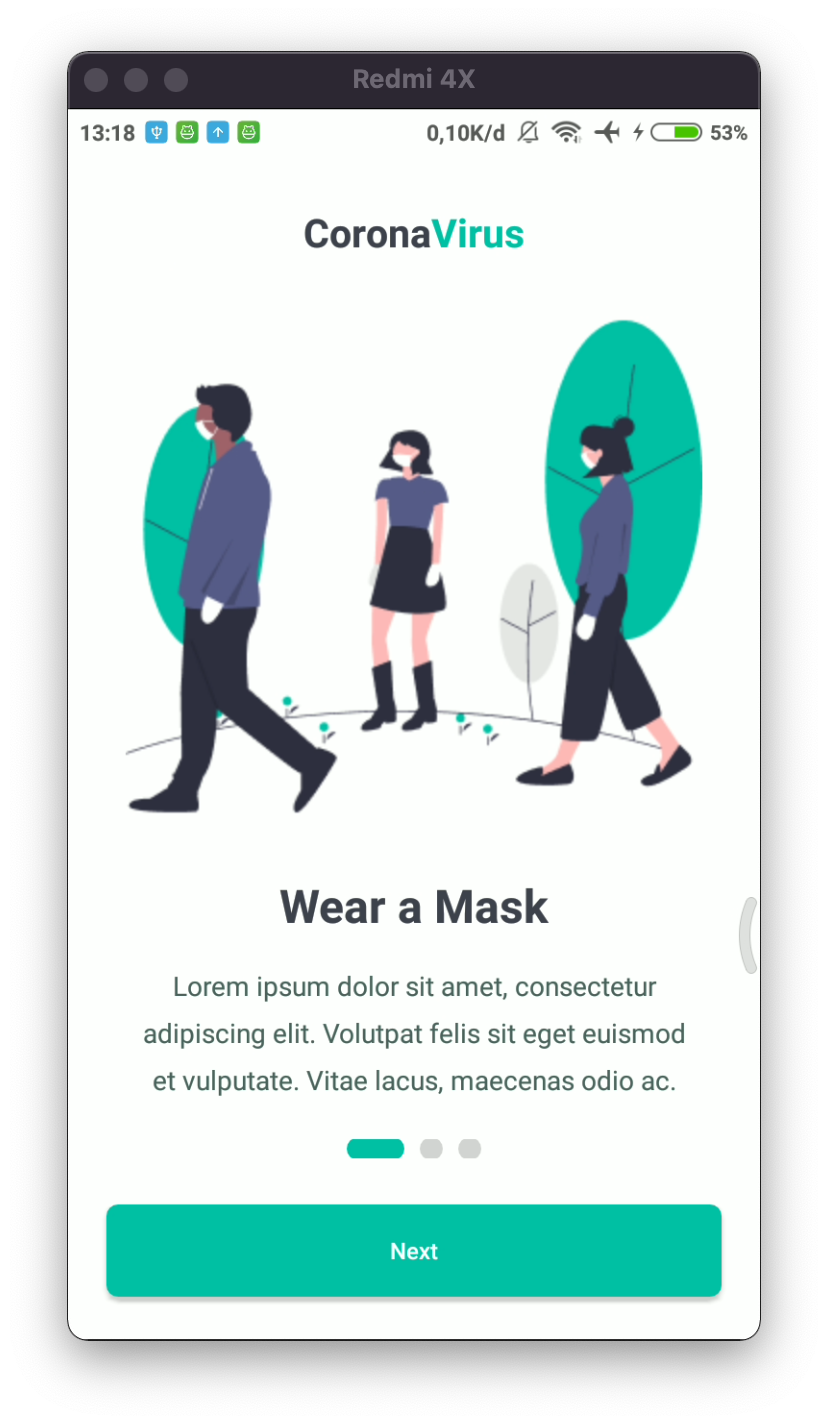 Redmi 4X
13:18 0,10K/d 53%
CoronaVirus
Wear a Mask
Lorem ipsum dolor sit amet, consectetur
adipiscing elit. Volutpat felis sit eget euismod
et vulputate. Vitae lacus, maecenas odio ac.
Next